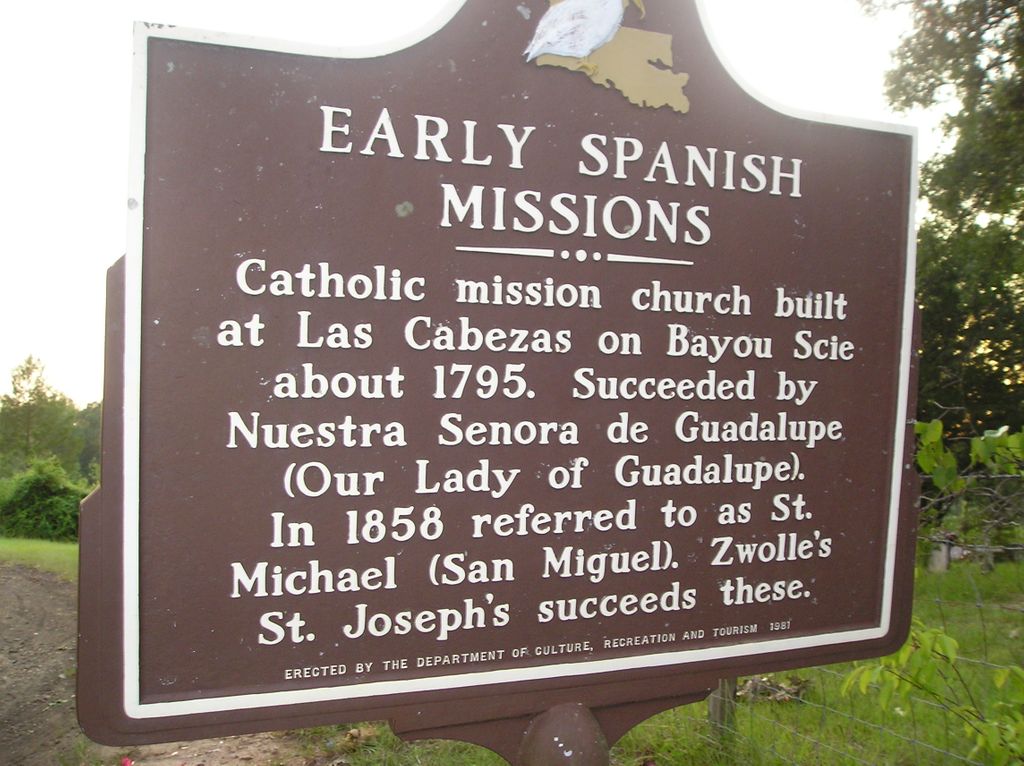 EARLY SPANISH
MISSIONS
Catholic mission church built
at Las Cabezas on Bayou Scie
about 1795. Succeeded by
Nuestra Senora de Guadalupe
(Our Lady of Guadalupe).
In 1858 referred to as St.
Michael (San Miguel). Zwolle's
St. Joseph's succeeds these.
ERECTED BY THE DEPARTMENT OF CULTURE, RECREATION AND TOURISM 1981